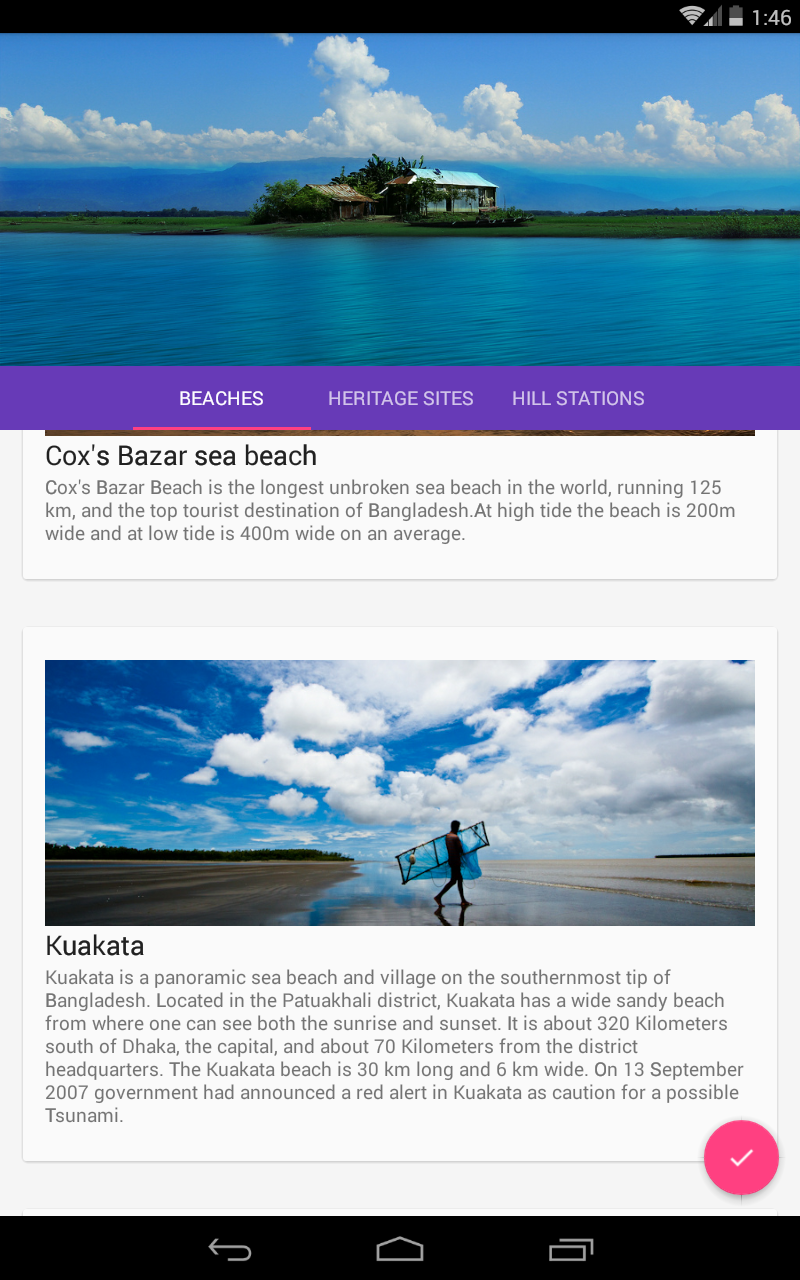 1:46
BEACHES HERITAGE SITES HILL STATIONS
Cox's Bazar sea beach
Cox's Bazar Beach is the longest unbroken sea beach in the world, running 125
km, and the top tourist destination of Bangladesh.At high tide the beach is 200m
wide and at low tide is 400m wide on an average.
Kuakata
Kuakata is a panoramic sea beach and village on the southernmost tip of
Bangladesh. Located in the Patuakhali district, Kuakata has a wide sandy beach
from where one can see both the sunrise and sunset. It is about 320 Kilometers
south of Dhaka, the capital, and about 70 Kilometers from the district
headquarters. The Kuakata beach is 30 km long and 6 km wide. On 13 September
2007 government had announced a red alert in Kuakata as caution for a possible
Tsunami.